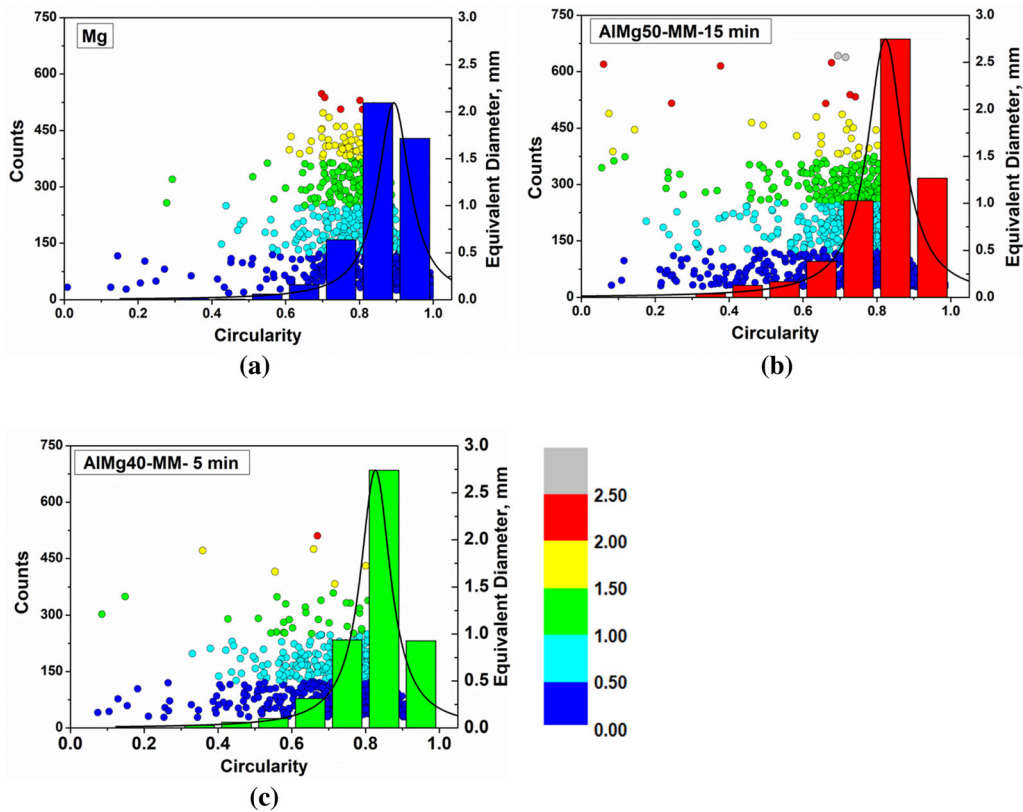 Mg
750
600
450
300
150
0
Counts
0.0 0.2 0.4 0.6 0.8 1.0
Circularity
3.0
2.5
2.0
1.5
1.0
0.5
0.0
Equivalent Diameter, mm
(a)
AlMg50-MM-15 min
750
600
450
300
150
0
Counts
0.0 0.2 0.4 0.6 0.8 1.0
Circularity
3.0
2.5
2.0
1.5
1.0
0.5
0.0
Equivalent Diameter, mm
(b)
AlMg40-MM- 5 min
750
600
450
300
150
0
Counts
0.0 0.2 0.4 0.6 0.8 1.0
Circularity
3.0
2.5
2.0
1.5
1.0
0.5
0.0
Equivalent Diameter, mm
(c)
2.50
2.00
1.50
1.00
0.50
0.00